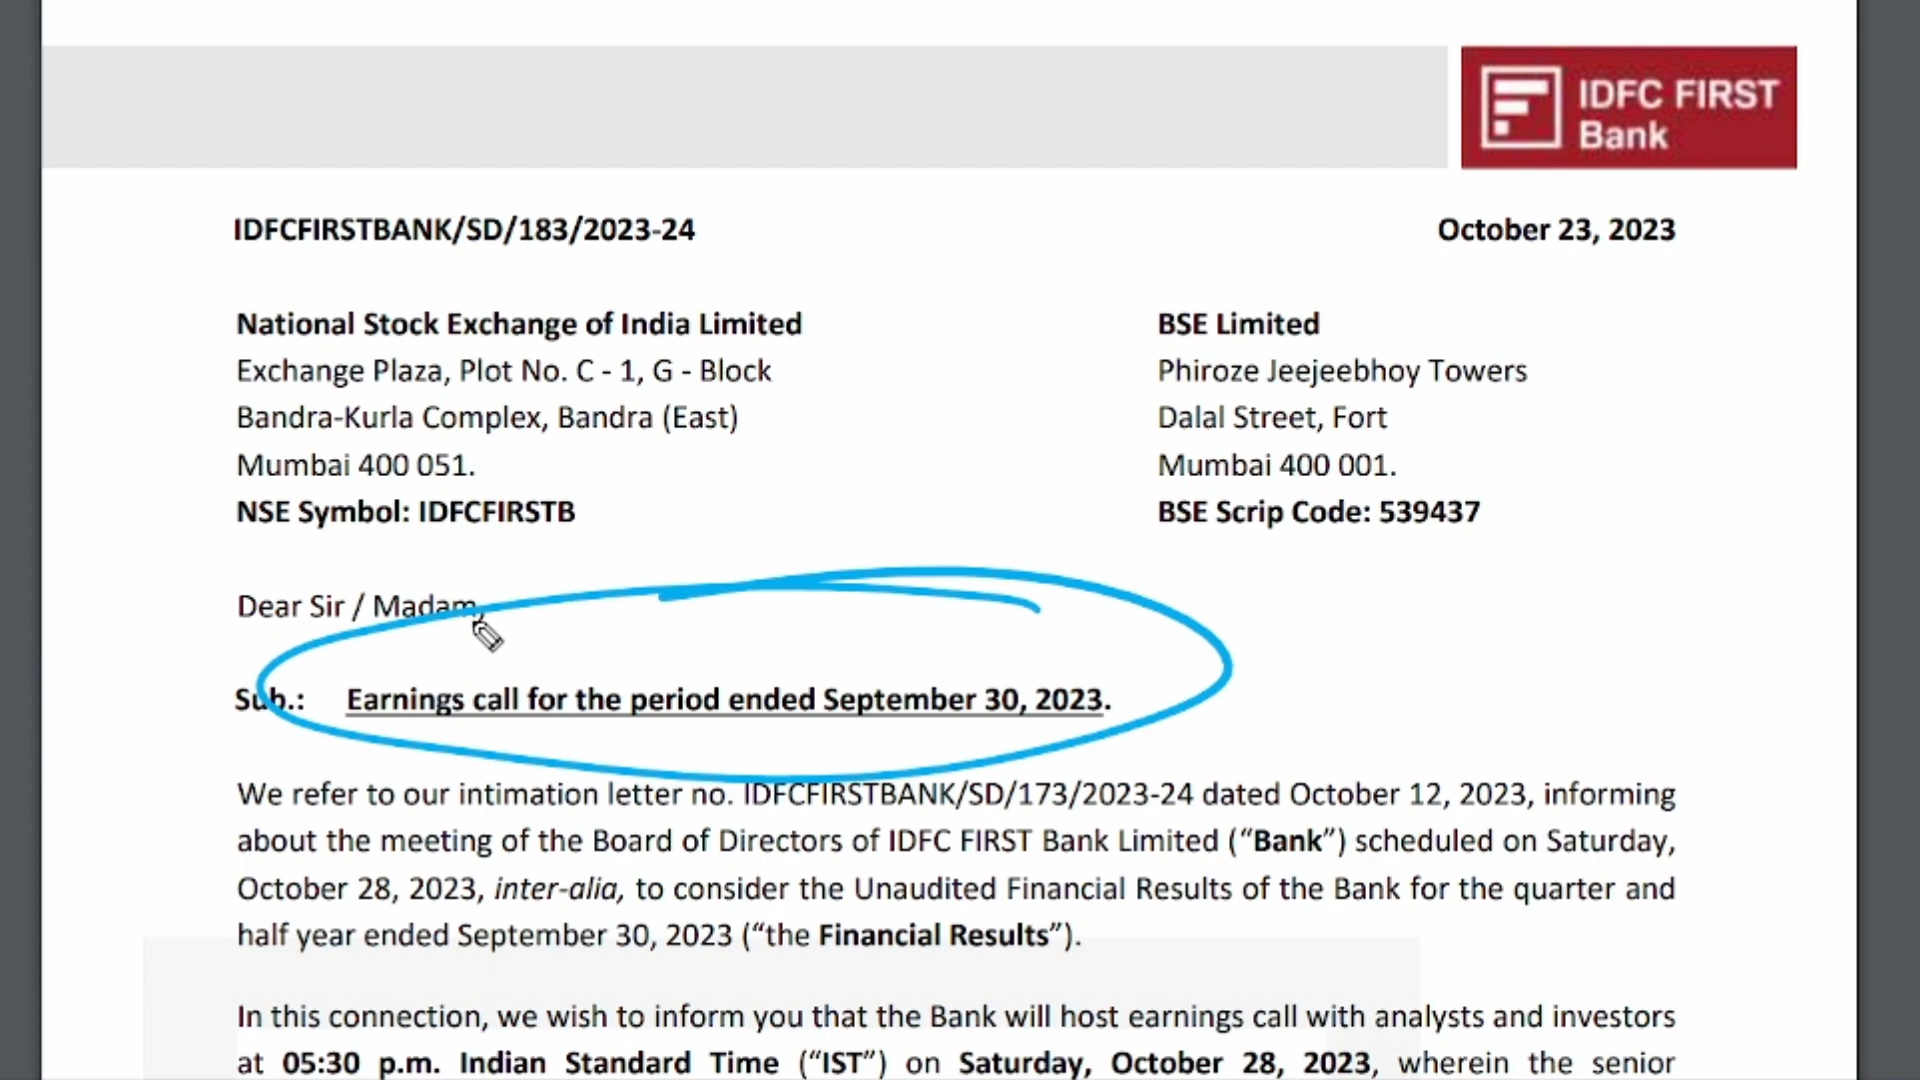 IDFC FIRST
Bank
IDFCFIRSTBANK/SD/183/2023-24
October 23, 2023
National Stock Exchange of India Limited
Exchange Plaza, Plot No. C - 1, G - Block
Bandra-Kurla Complex, Bandra (East)
Mumbai 400 051.
NSE Symbol: IDFCFIRSTB
BSE Limited
Phiroze Jeejeebhoy Towers
Dalal Street, Fort
Mumbai 400 001.
BSE Scrip Code: 539437
Dear Sir / Madam,
Sub.: Earnings call for the period ended September 30, 2023.
We refer to our intimation letter no. IDFCFIRSTBANK/SD/173/2023-24 dated October 12, 2023, informing
about the meeting of the Board of Directors of IDFC FIRST Bank Limited (“Bank”) scheduled on Saturday,
October 28, 2023, inter-alia, to consider the Unaudited Financial Results of the Bank for the quarter and
half year ended September 30, 2023 (“the Financial Results”).
In this connection, we wish to inform you that the Bank will host earnings call with analysts and investors
at 05:30 p.m. Indian Standard Time (“IST”) on Saturday, October 28, 2023, wherein the senior